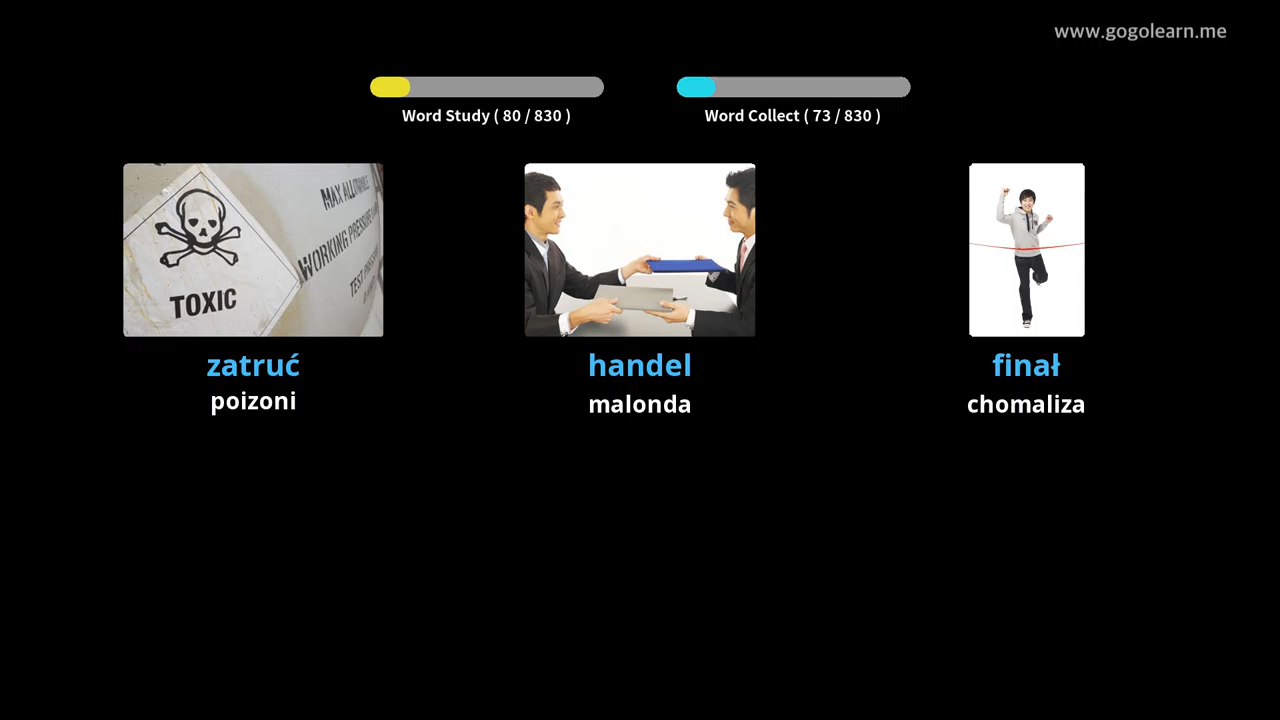 www.gogolearn.me
Word Study ( 80 / 830 )
Word Collect ( 73 / 830 )
MAX ALLOWABLE
WORKING PRESSURE
TEST PRES
TOXIC
zatruć
handel
finał
poizoni
malonda
chomaliza